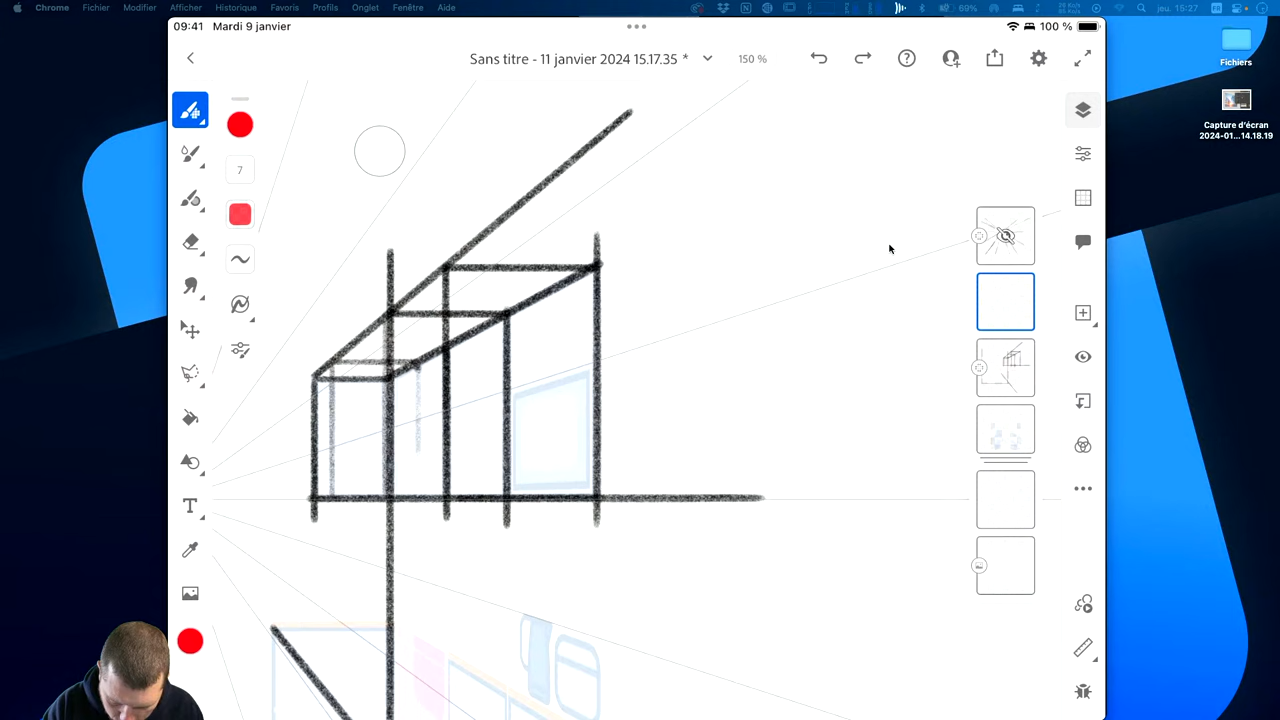 Chrome Fichier Modifier Affichage Historique Favoris Profils Onglet Fenêtre Aide
69%
jeu. 15:27
09:41 Mardi 9 janvier
100 %
Sans titre - 11 janvier 2024 15.17.35 *
150 %
7
T
Fichiers
Capture d'écran
2024-01...14.18.19